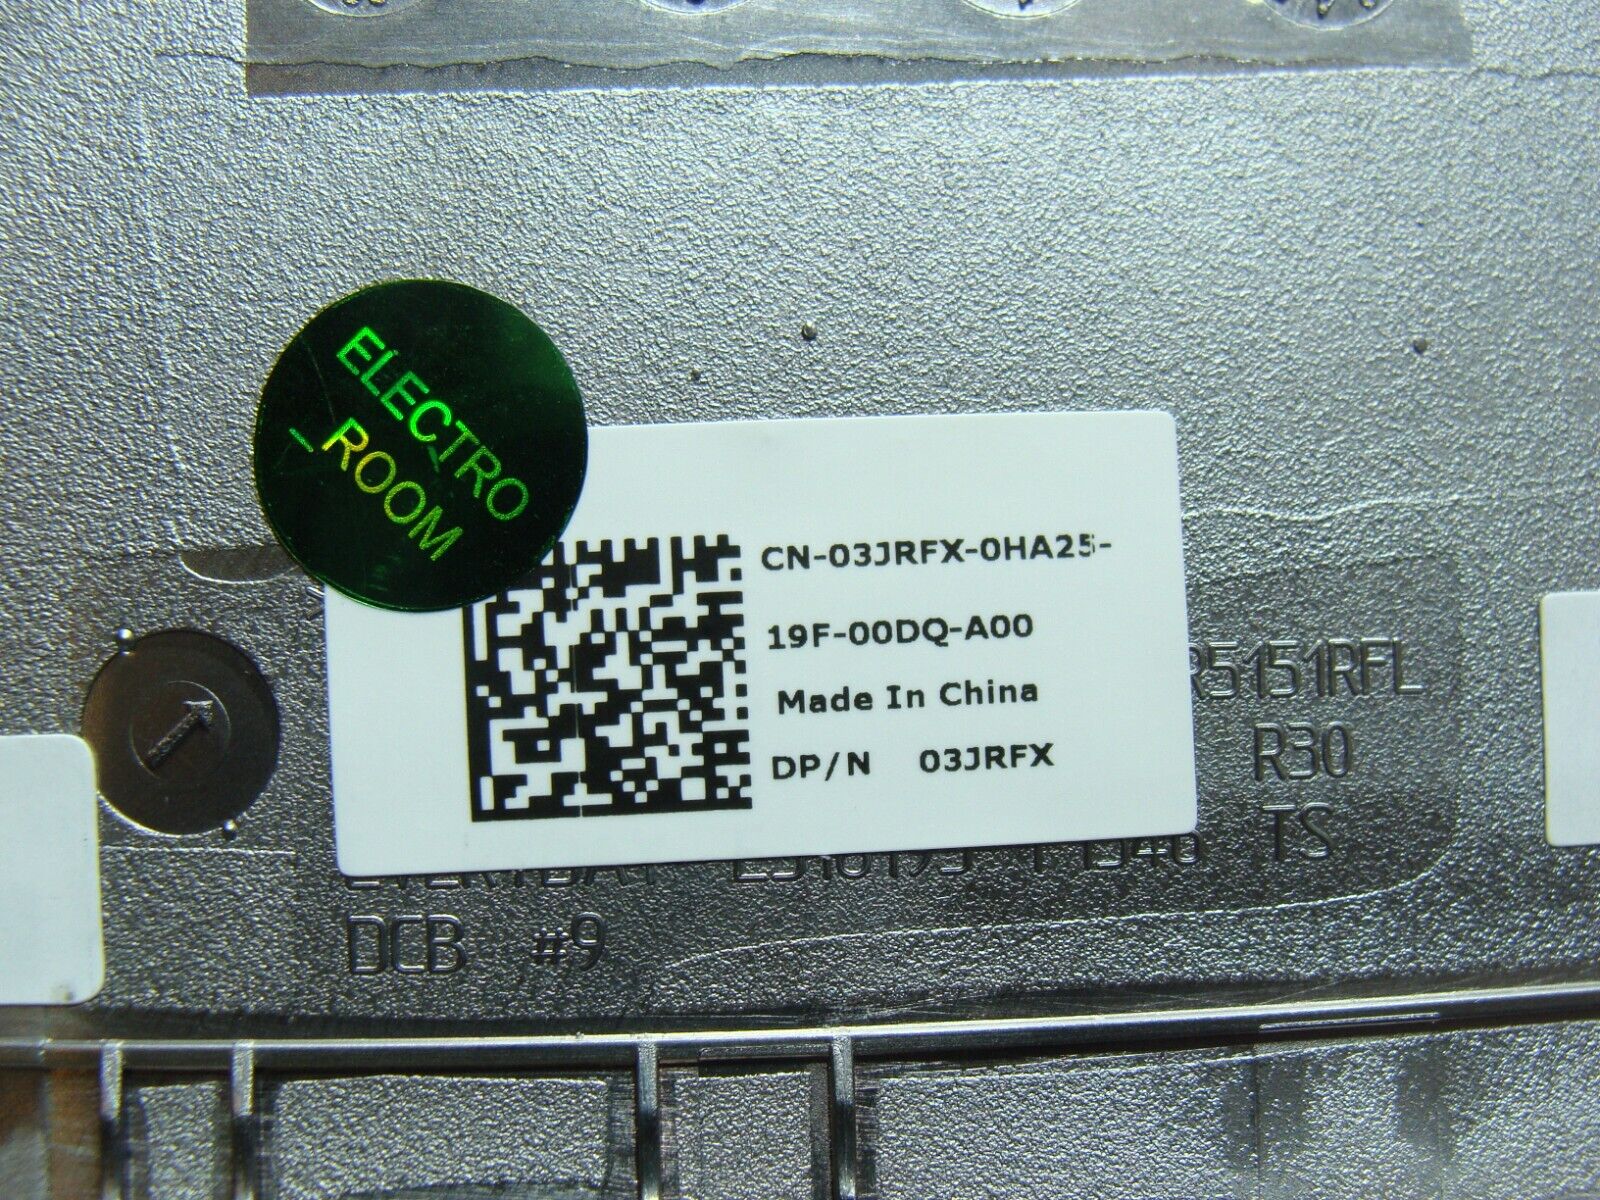 ELECTRO
_ROOM
CN-03JRFX-0HA25-
19F-00DQ-A00
Made In China
DP/N 03JRFX
R5151RFL
R30
TS
DCB #9